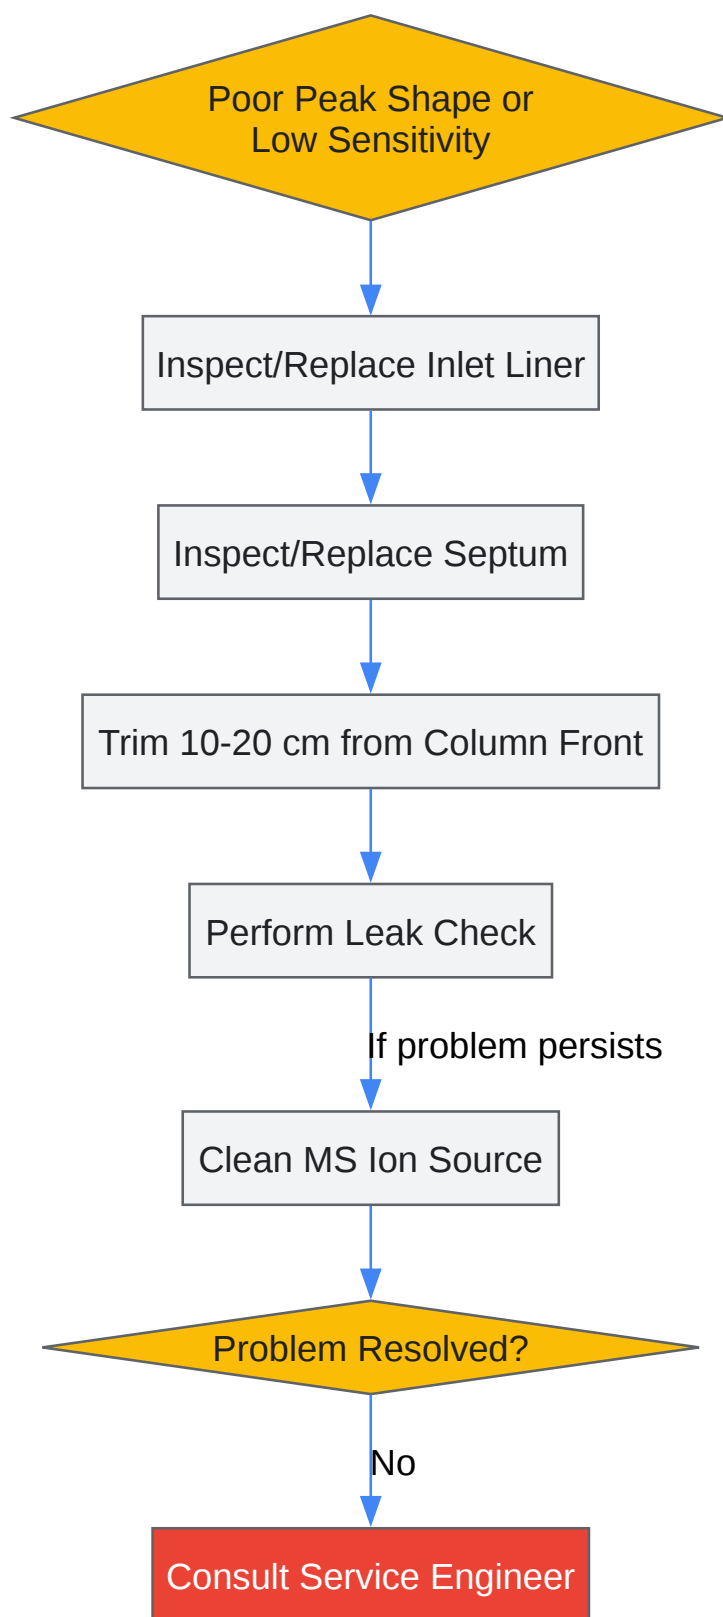 Poor Peak Shape or
Low Sensitivity
Inspect/Replace Inlet Liner
Inspect/Replace Septum
Trim 10-20 cm from Column Front
Perform Leak Check
If problem persists
Clean MS Ion Source
Problem Resolved?
No
Consult Service Engineer